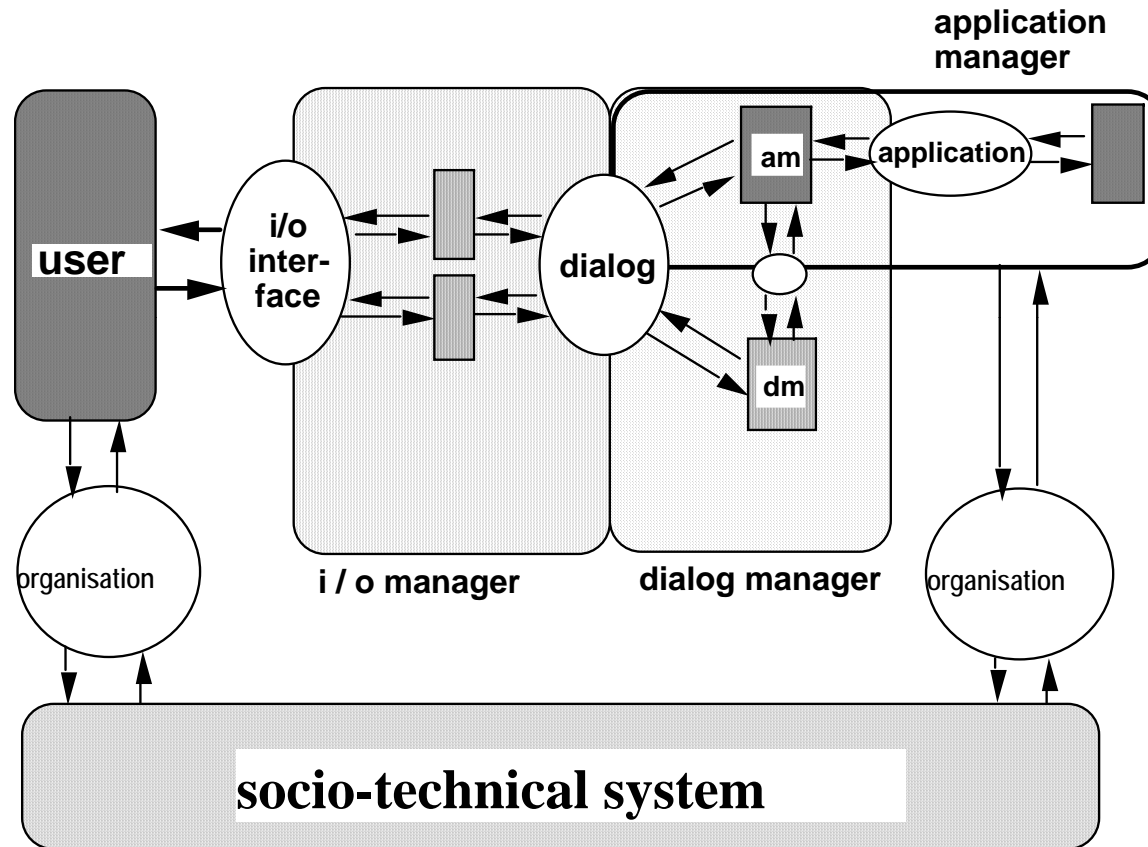 application
manager
am
application
i/o
inter-
face
user
dialog
dm
i / o manager
dialog manager
organisation
organisation
socio-technical system